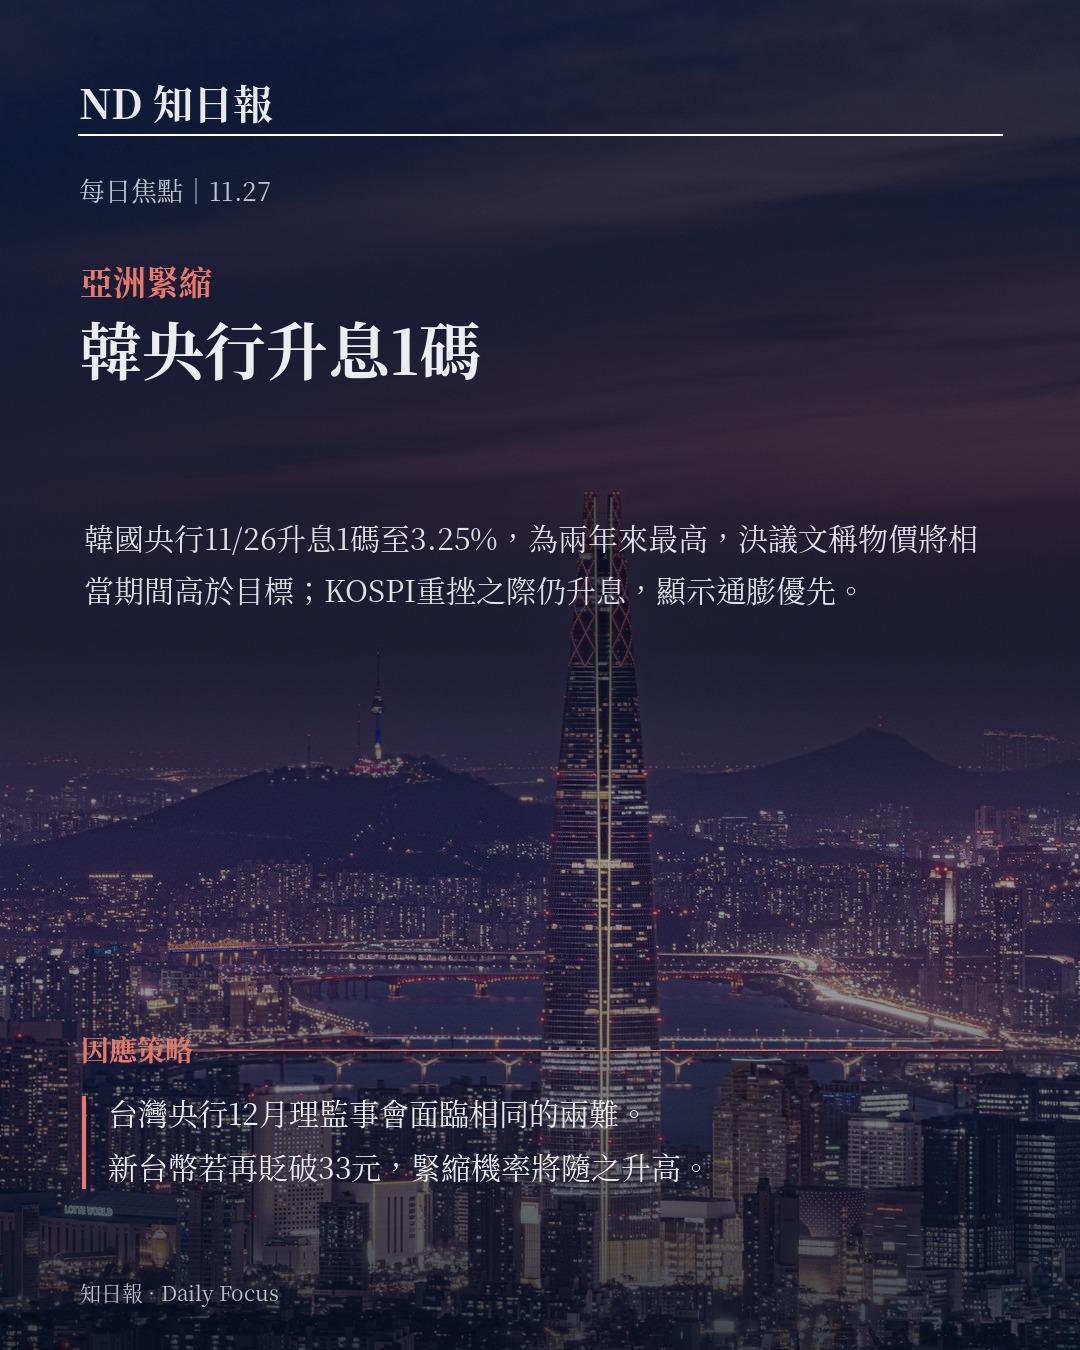 ND 知日報
每日焦點｜11.27
亞洲緊縮
韓央行升息1碼
韓國央行11/26升息1碼至3.25%，為兩年來最高，決議文稱物價將相
當期間高於目標；KOSPI重挫之際仍升息，顯示通膨優先。
因應策略
台灣央行12月理監事會面臨相同的兩難。
新台幣若再貶破33元，緊縮機率將隨之升高。
LOTTE WORLD
知日報 · Daily Focus